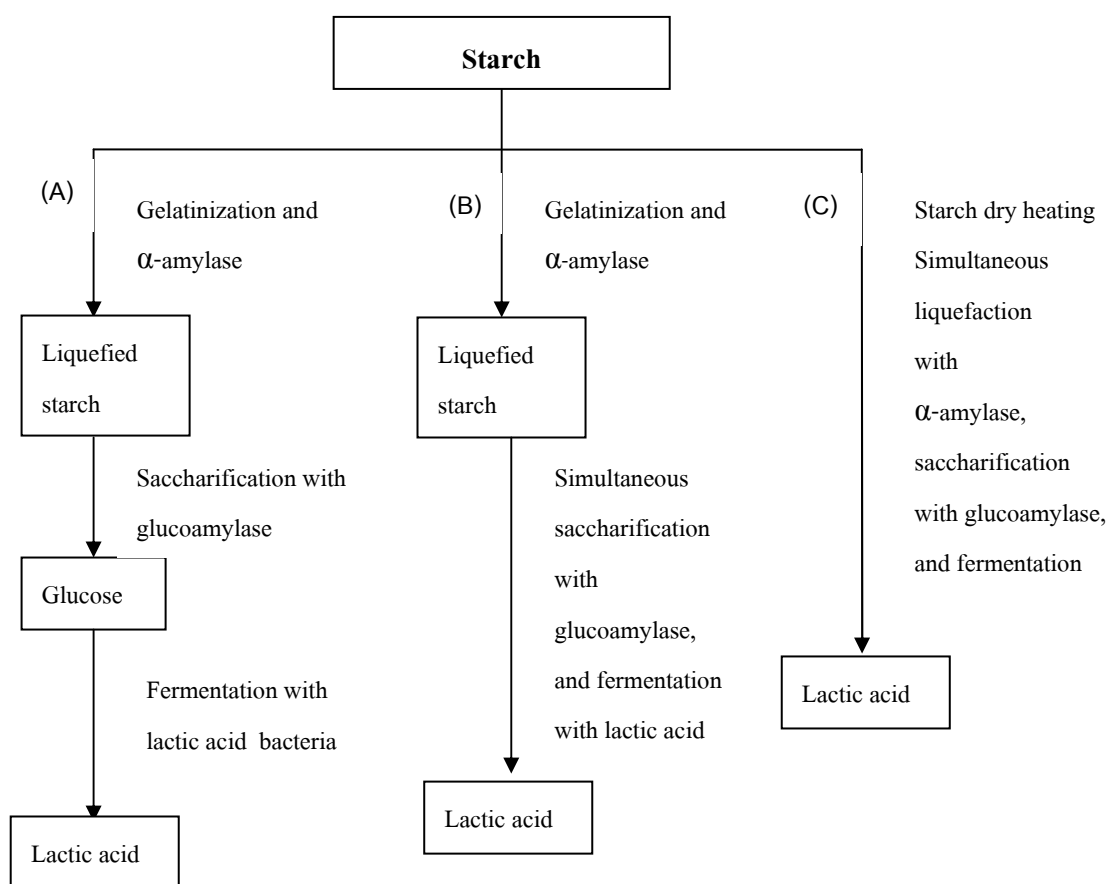 Starch
(A)
Gelatinization and
α-amylase
Liquefied
starch
Saccharification with
glucoamylase
Glucose
Fermentation with
lactic acid bacteria
Lactic acid
(B)
Gelatinization and
α-amylase
Liquefied
starch
Simultaneous
saccharification
with
glucoamylase,
and fermentation
with lactic acid
Lactic acid
(C)
Starch dry heating
Simultaneous
liquefaction
with
α-amylase,
saccharification
with glucoamylase,
and fermentation
Lactic acid